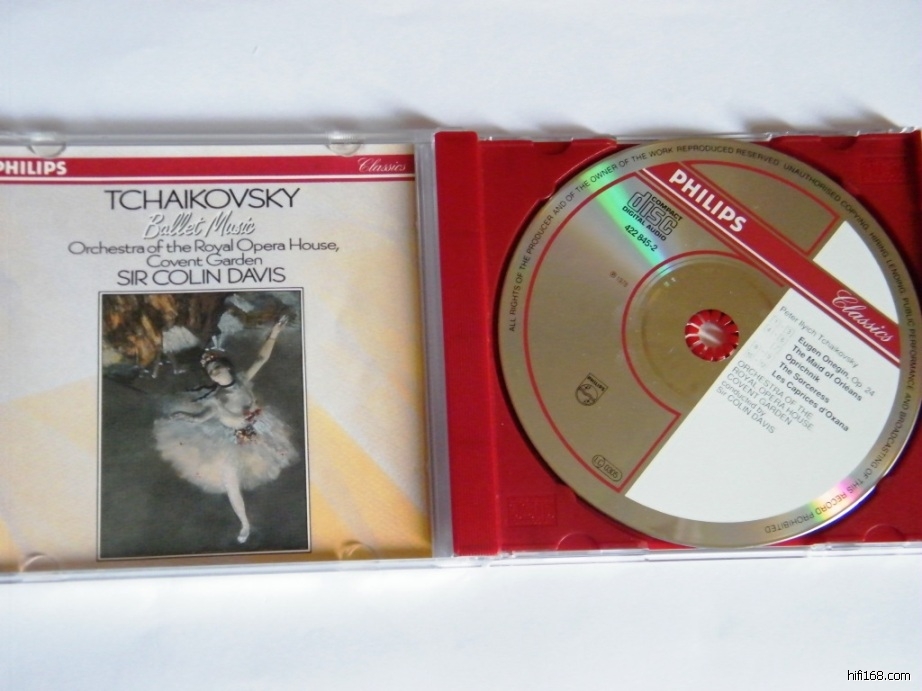 PHILIPS
Classics
TCHAIKOVSKY
Ballet Music
Orchestra of the Royal Opera House,
Covent Garden
SIR COLIN DAVIS
ALL RIGHTS OF THE PRODUCER AND OF THE OWNER OF THE WORK REPRODUCED RESERVED. UNAUTHORISED COPYING, HIRING, LENDING, PUBLIC PERFORMANCE AND BROADCASTING OF THIS RECORD PROHIBITED
PHILIPS
Classics
COMPACT
disc
DIGITAL AUDIO
422 845-2
PHILIPS
Peter Ilyich Tchaikovsky
Eugen Onegin, Op. 24
The Maid of Orleans
Oprichnik
The Sorceress
Les Caprices d'Oxana
ORCHESTRA OF THE
ROYAL OPERA HOUSE
COVENT GARDEN
conducted by
Sir COLIN DAVIS
hifi168.com